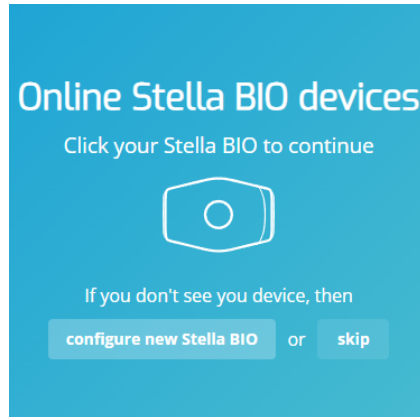 Online Stella BIO devices
Click your Stella BIO to continue
If you don't see you device, then
configure new Stella BIO or skip